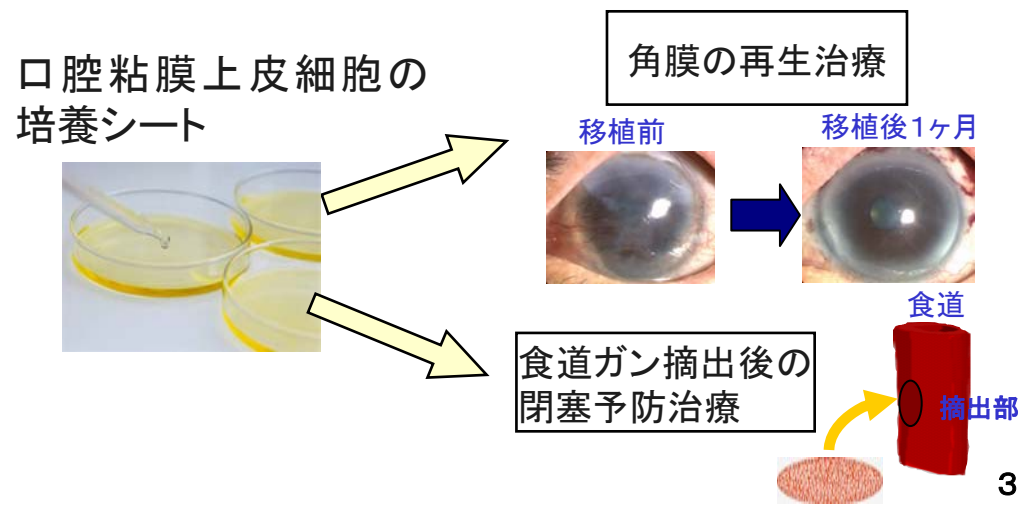 口腔粘膜上皮細胞の
培養シート
角膜の再生治療
移植前
移植後1ヶ月
食道
食道ガン摘出後の
閉塞予防治療
摘出部
3